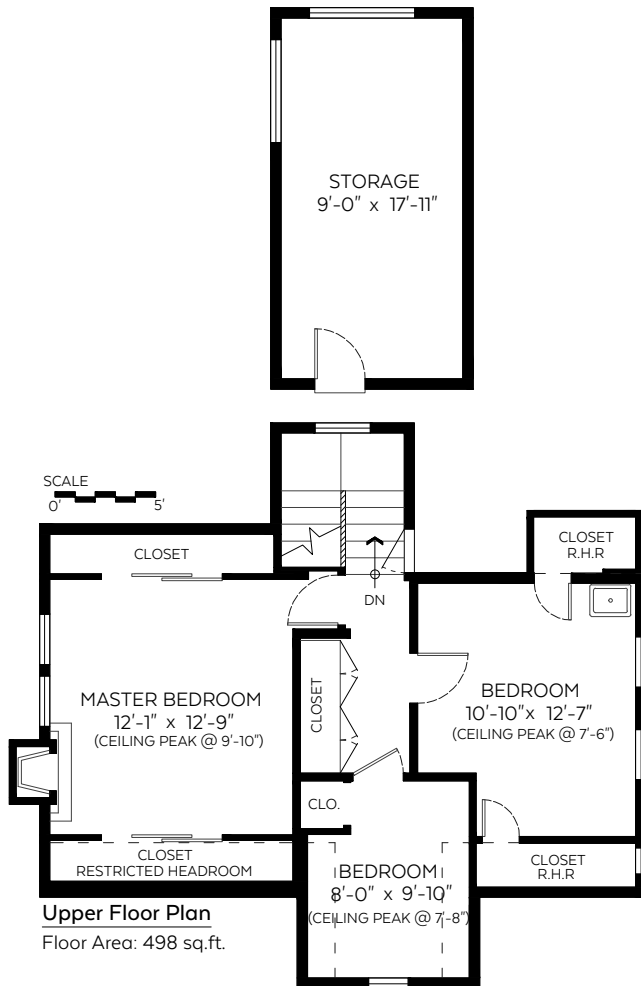 STORAGE
9'-0" x 17'-11"
SCALE
0' 5'
CLOSET
CLOSET
R.H.R
DN
MASTER BEDROOM
12'-1" x 12'-9"
(CEILING PEAK @ 9'-10")
CLOSET
BEDROOM
10'-10"x 12'-7"
(CEILING PEAK @ 7'-6")
CLO.
CLOSET
RESTRICTED HEADROOM
BEDROOM
8'-0" x 9'-10"
(CEILING PEAK @ 7'-8")
CLOSET
R.H.R
Upper Floor Plan
Floor Area: 498 sq.ft.